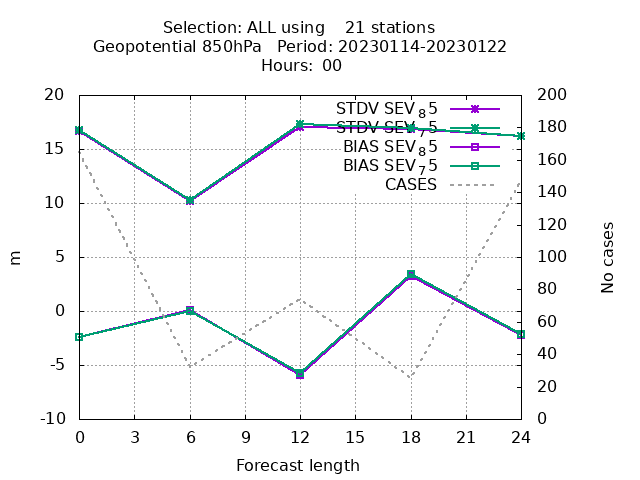 Selection: ALL using    21 stations
Geopotential 850hPa   Period: 20230114-20230122
Hours: 00
20
15
10
5
0
-5
-10
m
STDV SEV₈5
STDV SEV₇5
BIAS SEV₈5
BIAS SEV₇5
CASES
200
180
160
140
120
100
80
60
40
20
0
No cases
0 3 6 9 12 15 18 21 24
Forecast length